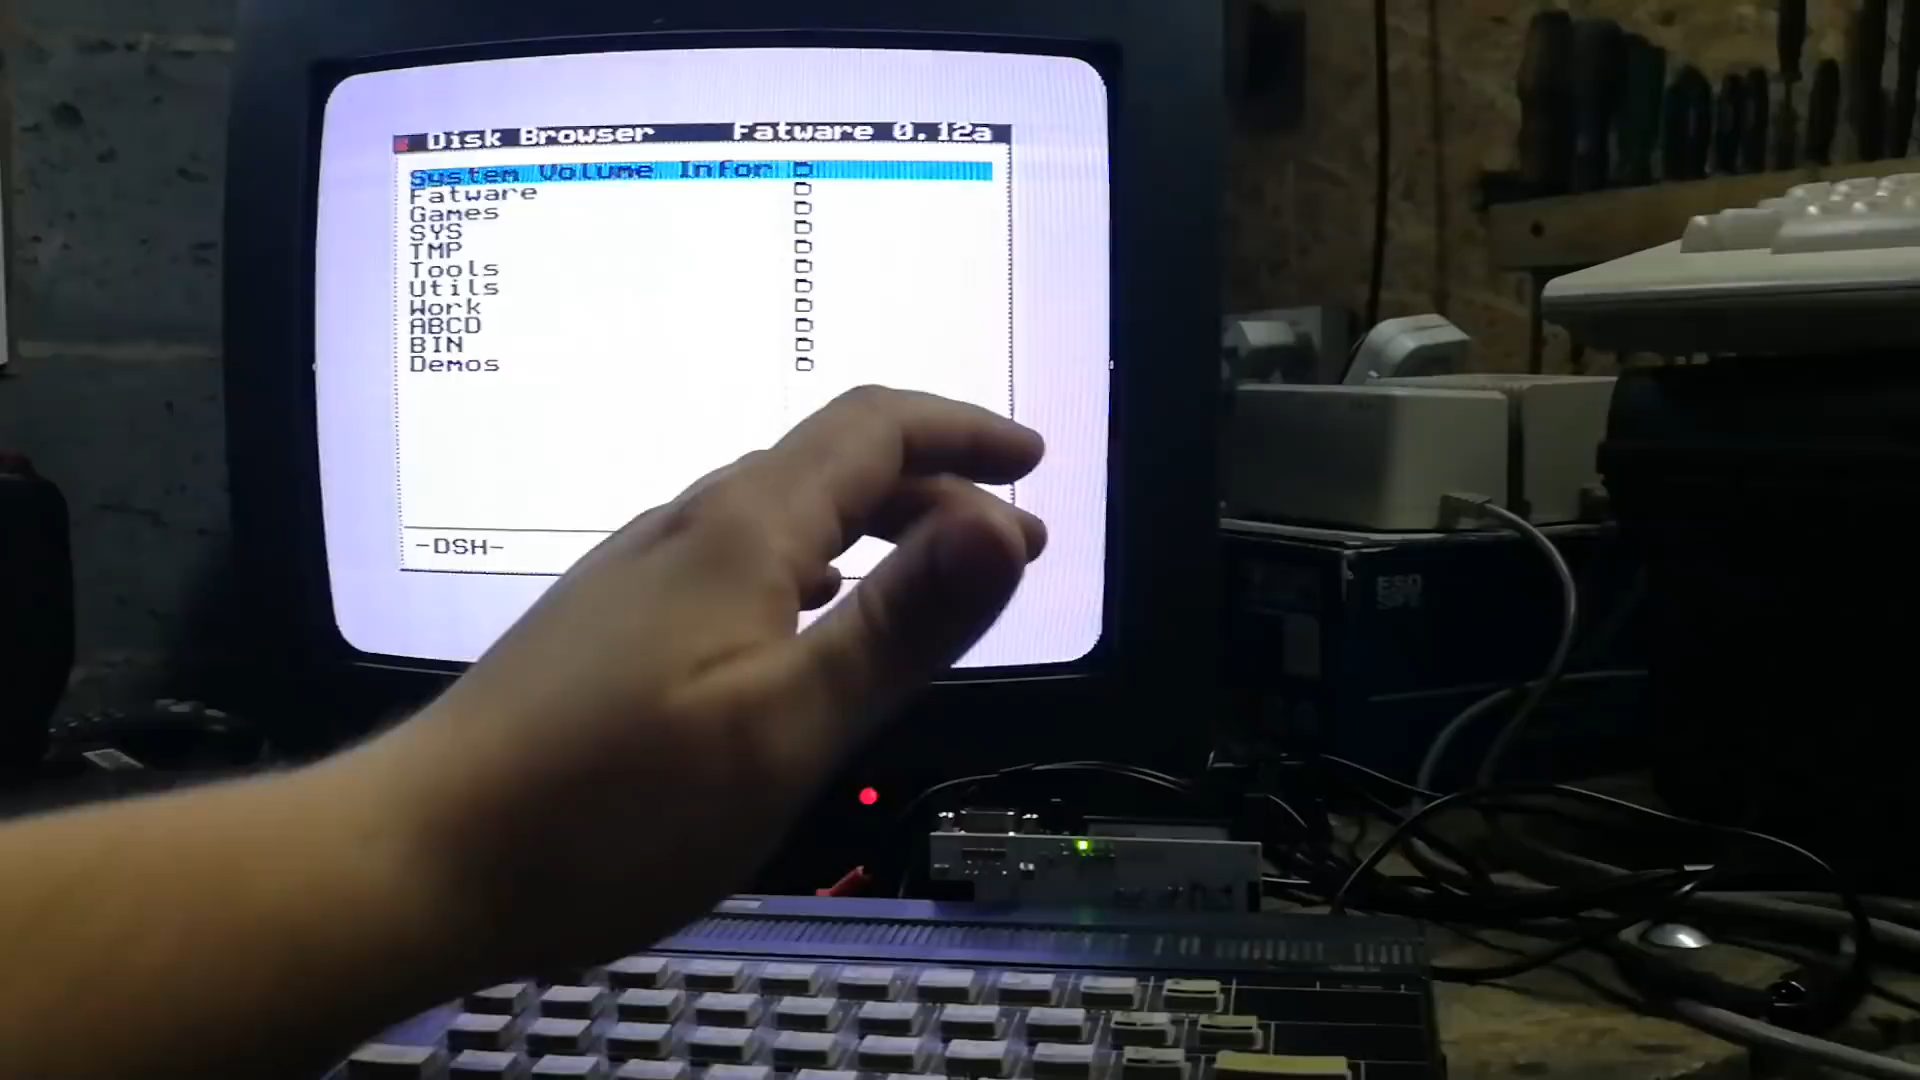 Disk Browser Fatware 0.12a
System Volume Infor
Fatware
Games
SYS
TMP
Tools
Utils
Work
ABCD
BIN
Demos
-DSH-